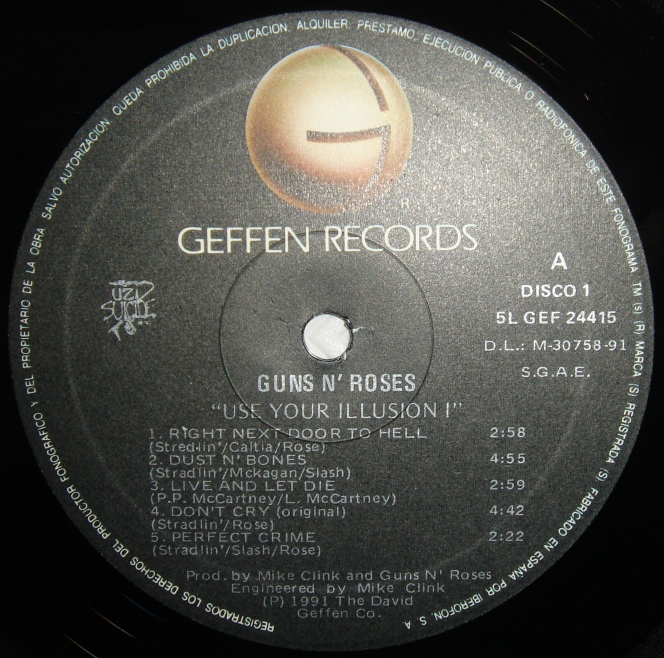 REGISTRADOS LOS DERECHOS DEL PRODUCTOR FONOGRAFICO Y DEL PROPIETARIO DE LA OBRA. SALVO AUTORIZACION, QUEDA PROHIBIDA LA DUPLICACION, ALQUILER, PRESTAMO, EJECUCION PUBLICA O RADIOFONICA DE ESTE FONOGRAMA. TM (S) (R) MARCA (S) REGISTRADA (S) FABRICADO EN ESPAÑA POR IBEROFON, S. A.
GEFFEN RECORDS
A
DISCO 1
5L GEF 24415
D.L.: M-30758-91
S.G.A.E.
UZI
SUICIDE
GUNS N' ROSES
"USE YOUR ILLUSION I"
1. RIGHT NEXT DOOR TO HELL 2:58
(Stredlin'/Caltia/Rose)
2. DUST N' BONES 4:55
(Stradlin'/Mckagan/Slash)
3. LIVE AND LET DIE 2:59
(P.P. McCartney/L. McCartney)
4. DON'T CRY (original) 4:42
(Stradlin'/Rose)
5. PERFECT CRIME 2:22
(Stradlin'/Slash/Rose)
Prod. by Mike Clink and Guns N' Roses
Engineered by Mike Clink
(P) 1991 The David
Geffen Co.